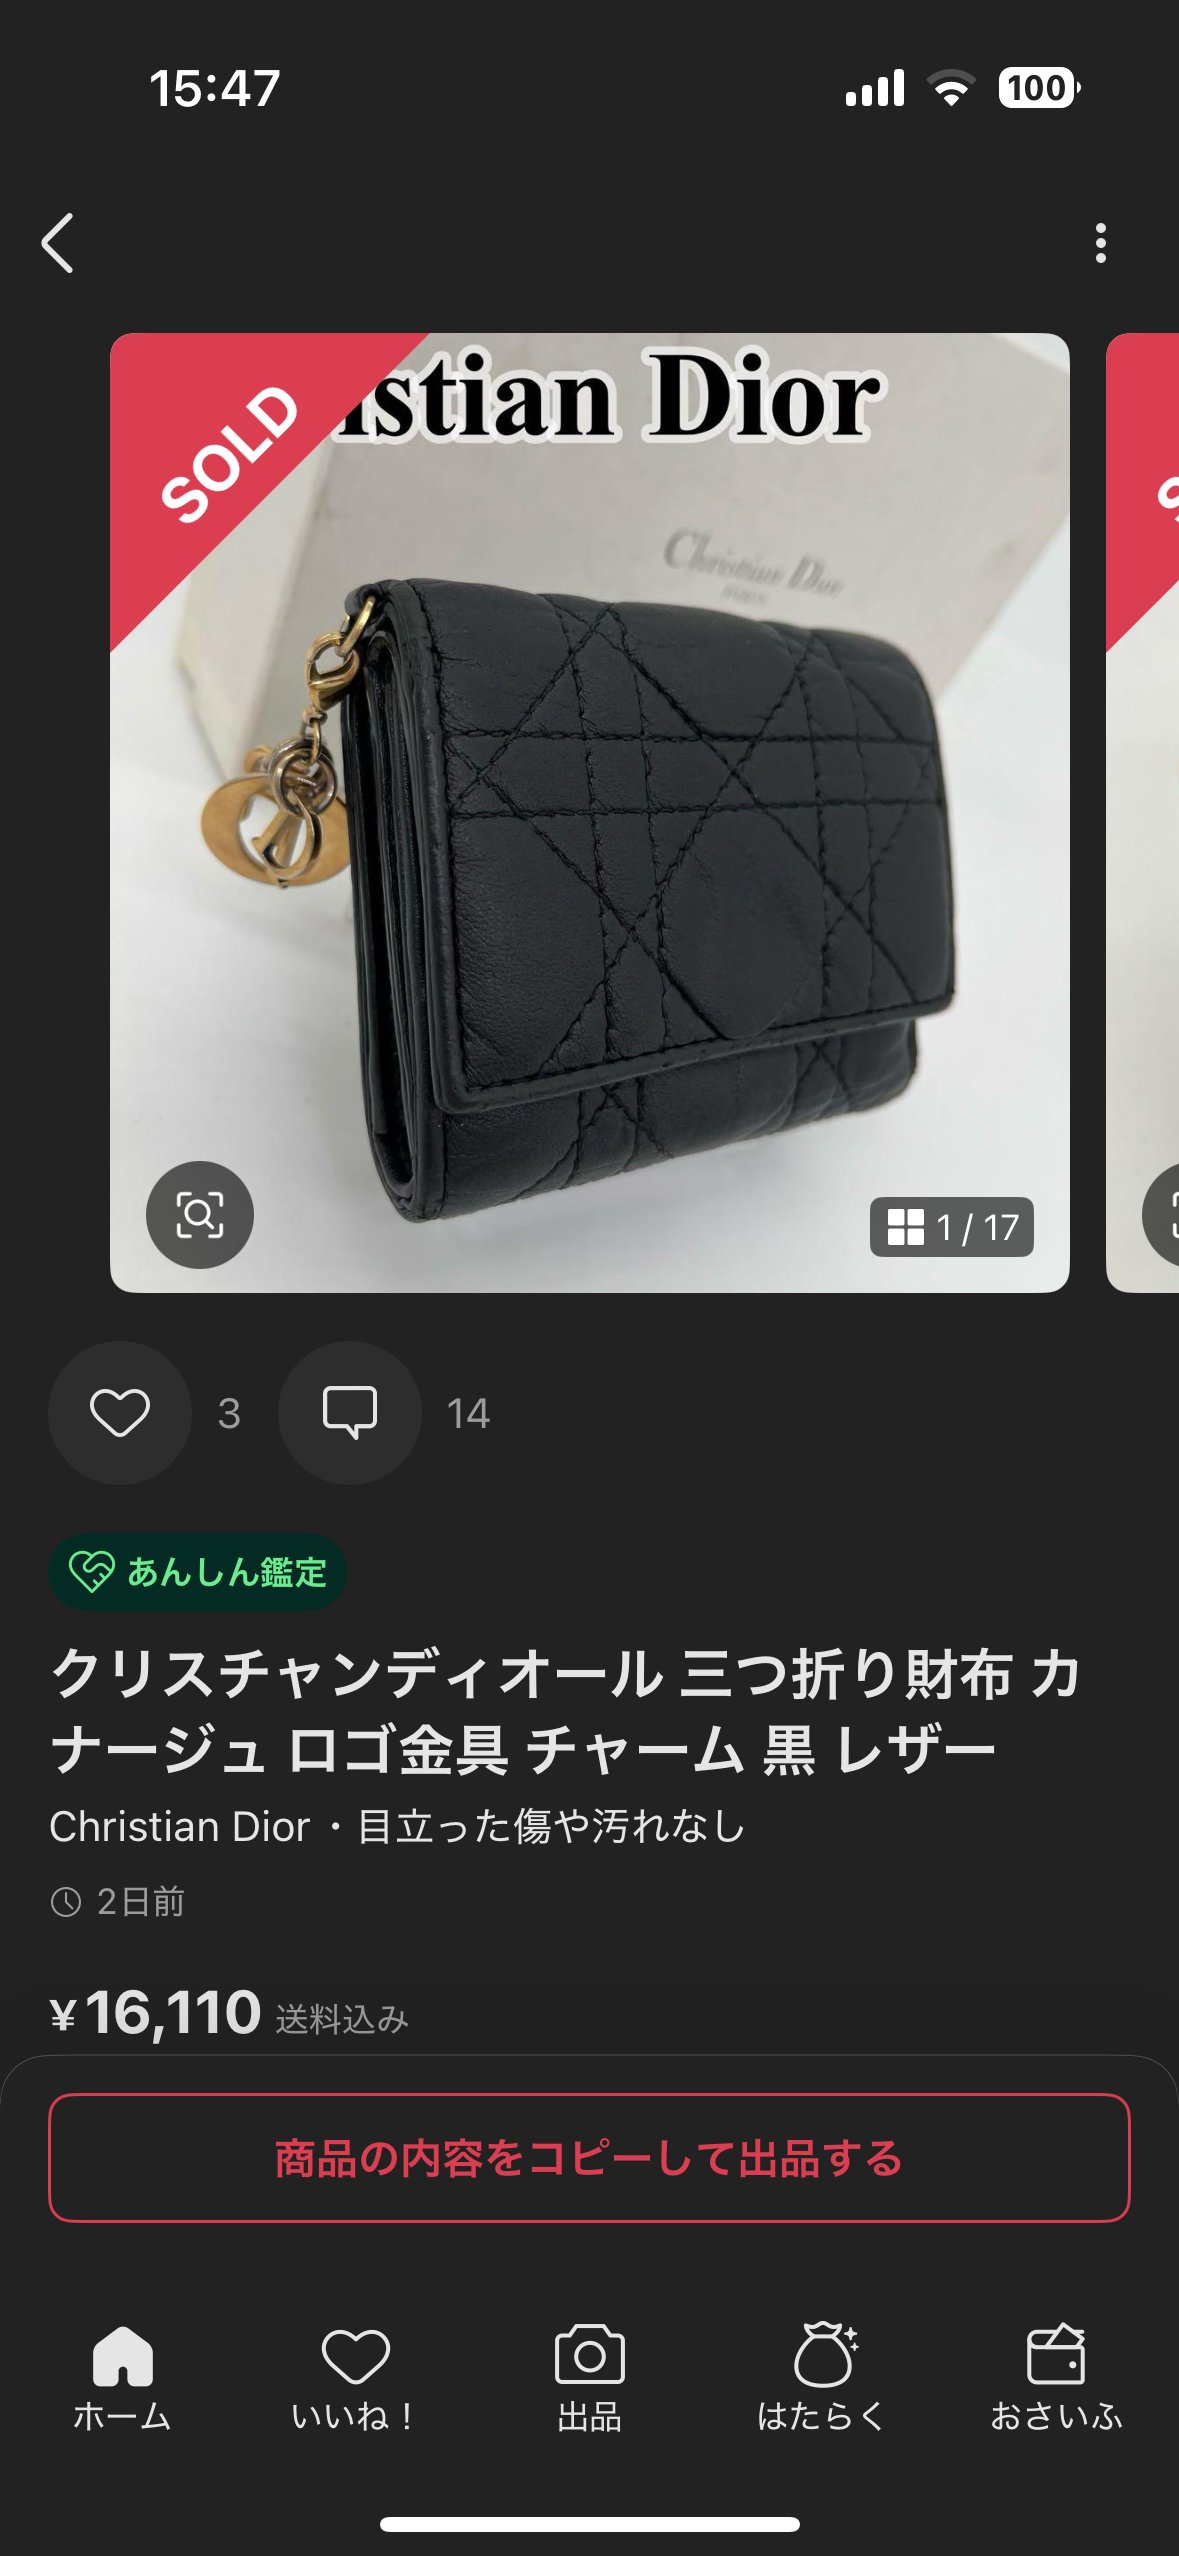 15:47
100
SOLD
istian Dior
Christian Dior
PARIS
1 / 17
3
14
あんしん鑑定
クリスチャンディオール 三つ折り財布 カ
ナージュ ロゴ金具 チャーム 黒 レザー
Christian Dior・目立った傷や汚れなし
2日前
¥16,110 送料込み
商品の内容をコピーして出品する
ホーム
いいね！
出品
はたらく
おさいふ